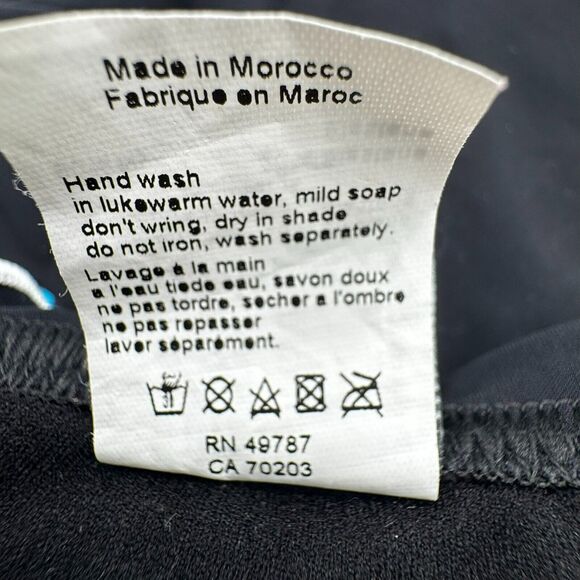 Made in Morocco
Fabrique en Maroc
Hand wash
in lukewarm water, mild soap
don't wring, dry in shade
do not iron, wash separately.
Lavage à la main
a l'eau tiede eau, savon doux
ne pas tordre, secher a l'ombre
ne pas repasser
laver séparément.
RN 49787
CA 70203